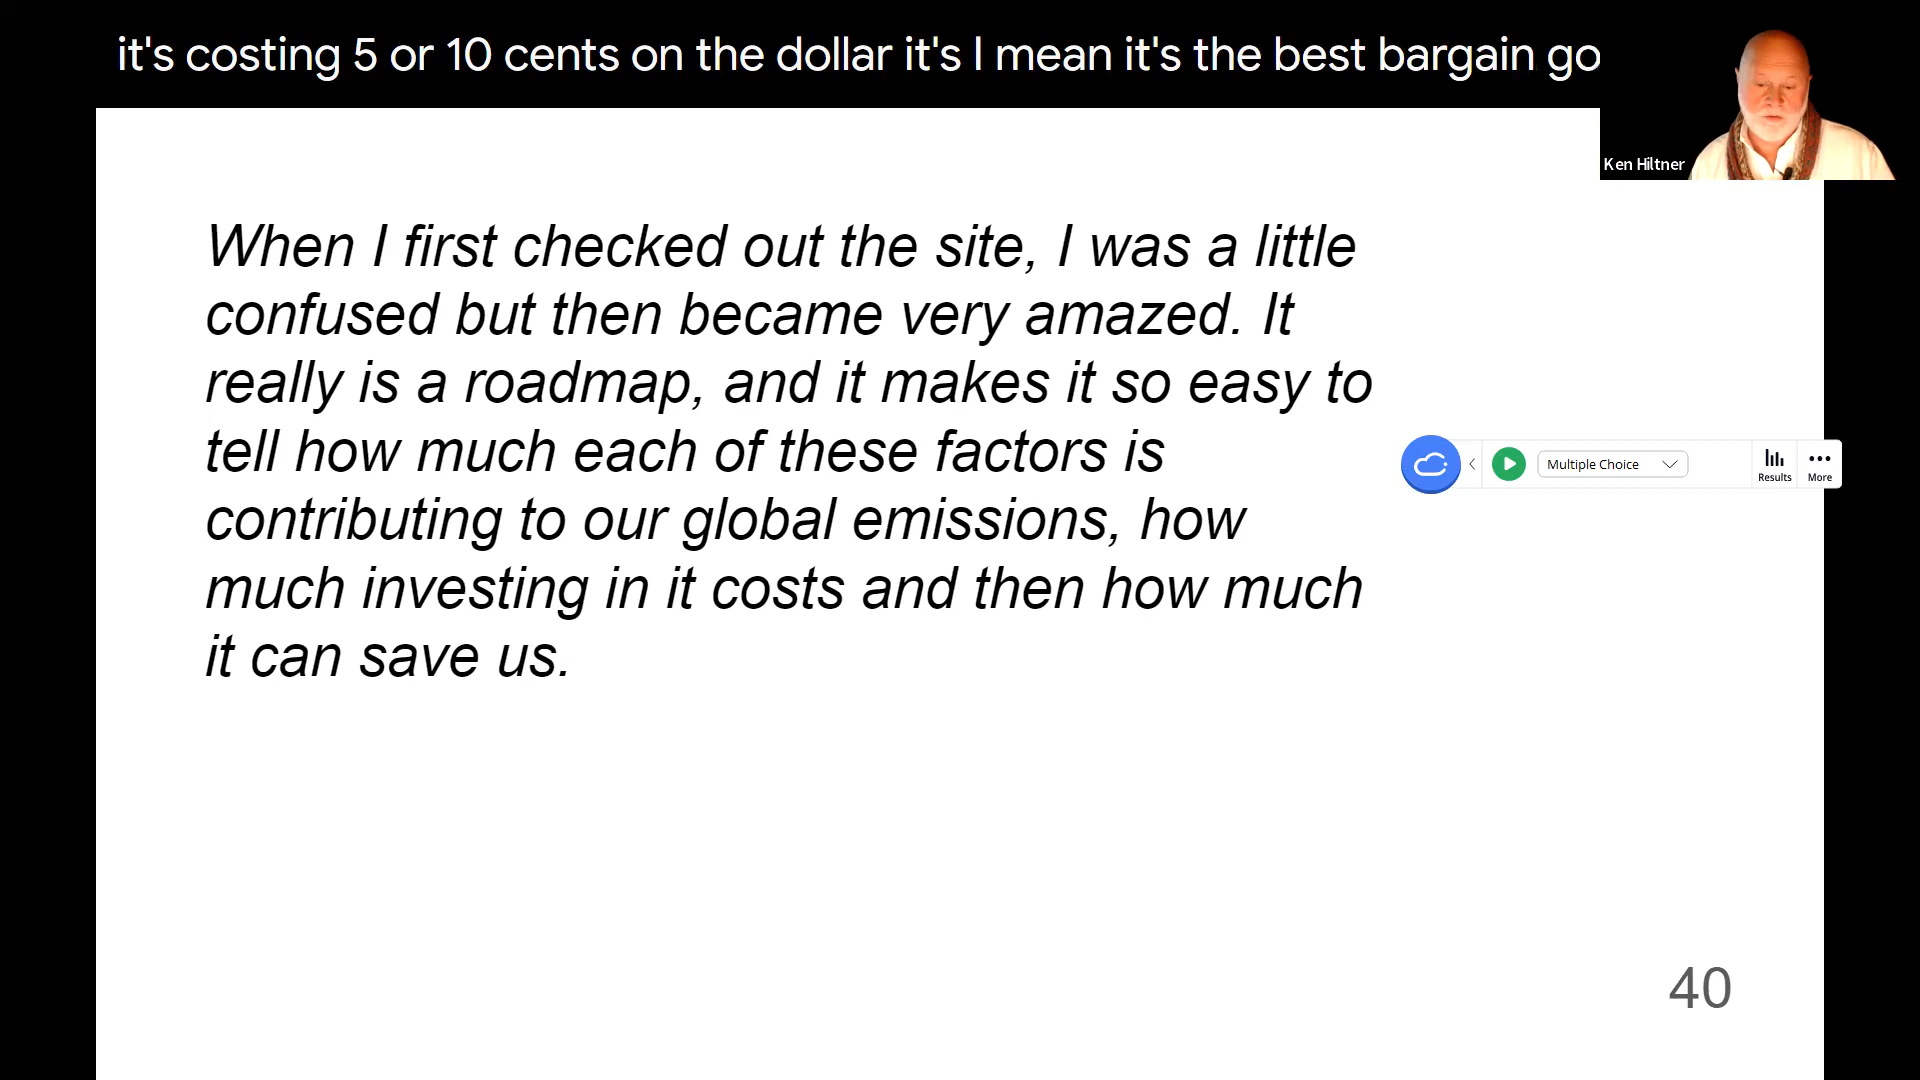 it's costing 5 or 10 cents on the dollar it's I mean it's the best bargain go
Ken Hiltner
When I first checked out the site, I was a little
confused but then became very amazed. It
really is a roadmap, and it makes it so easy to
tell how much each of these factors is
contributing to our global emissions, how
much investing in it costs and then how much
it can save us.
Multiple Choice
Results
More
40